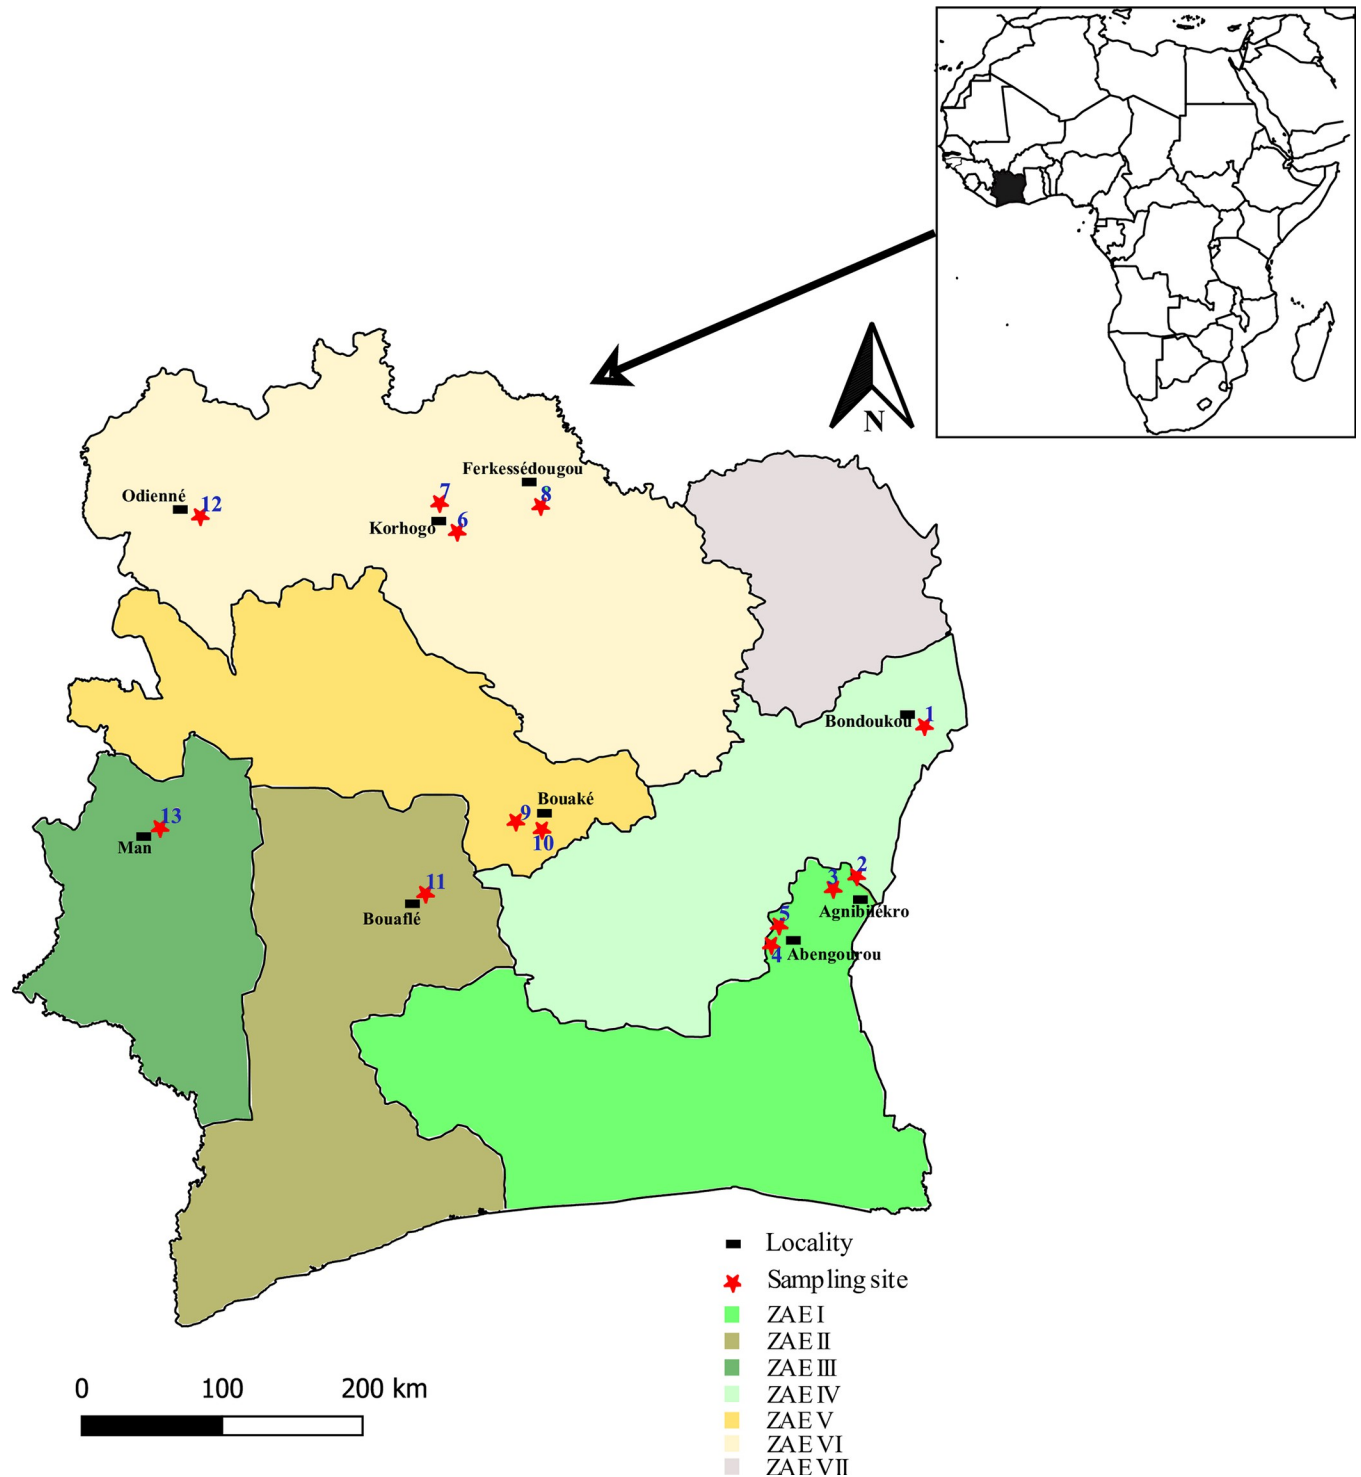 N
Ferkessédougou
Odienné
12
7
8
Korhogo
6
Bondoukou
1
13
Man
9
Bouaké
10
11
Bouaflé
2
3
Agnibilékro
5
4
Abengourou
Locality
Sampling site
ZAE I
ZAE II
ZAE III
ZAE IV
ZAE V
ZAE VI
ZAE VII
0 100 200 km